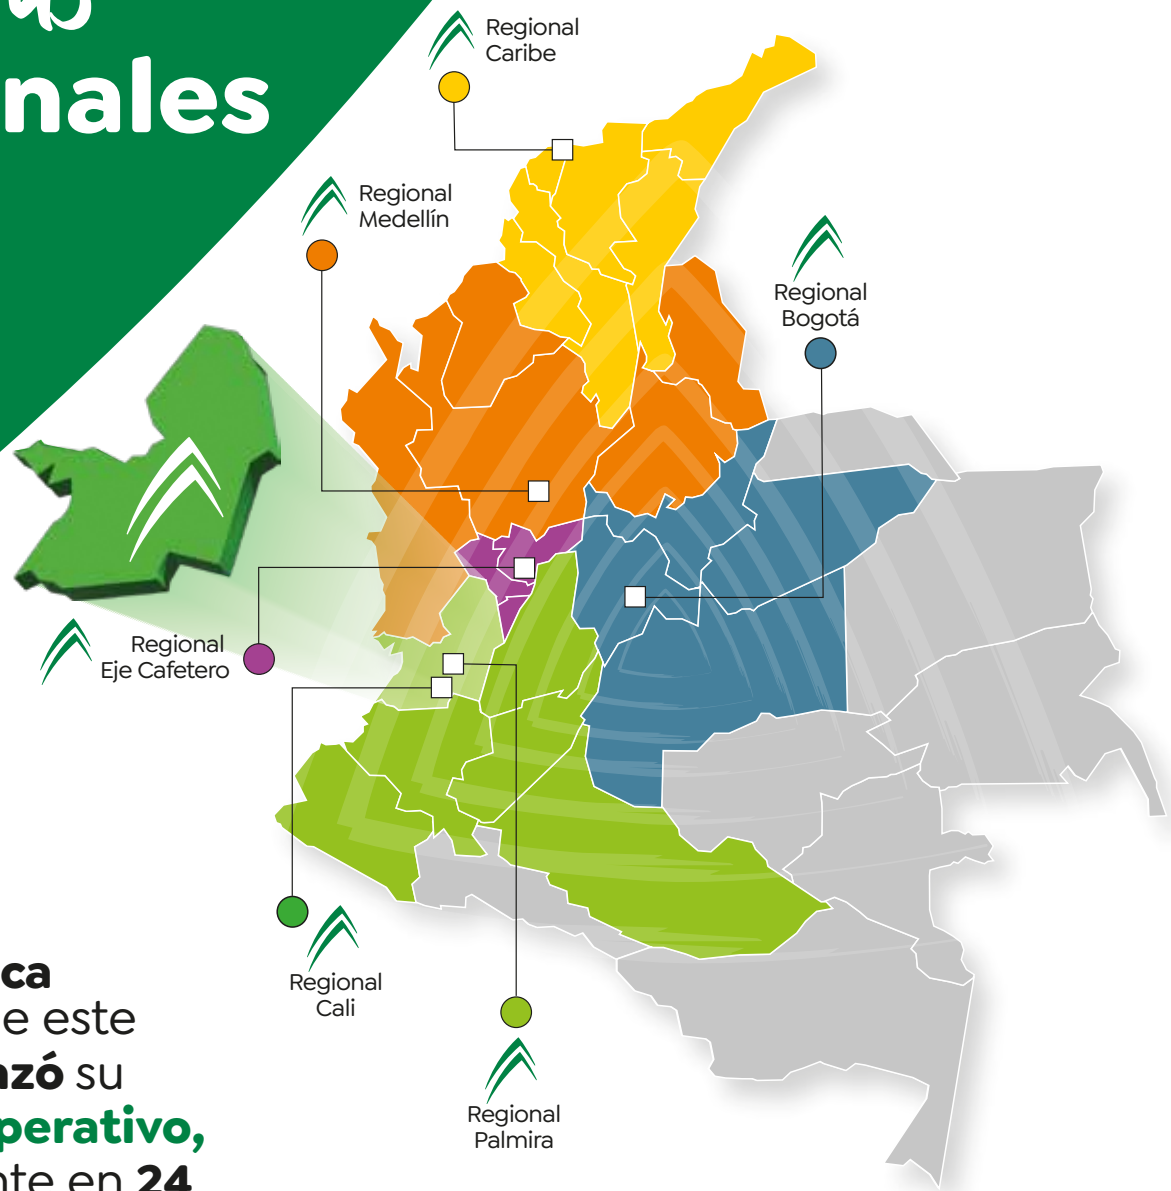 nales
Regional
Caribe
Regional
Medellín
Regional
Bogotá
Regional
Eje Cafetero
Regional
Cali
Regional
Palmira
ca
e este
nzó su
perativo,
nte en 24